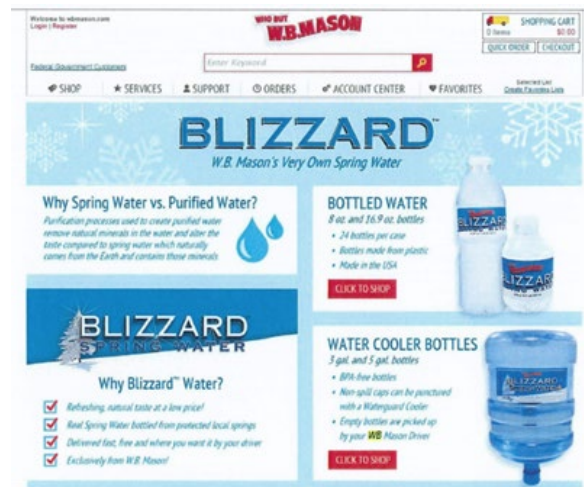 Welcome to wbmason.com
Login | Register
WHO BUT
W.B.MASON
SHOPPING CART
0 Items $0.00
QUICK ORDER CHECKOUT
Federal Government Customers
Enter Keyword
SHOP SERVICES SUPPORT ORDERS ACCOUNT CENTER FAVORITES
Selected List
Create Favorites Lists
BLIZZARD™
W.B. Mason's Very Own Spring Water
Why Spring Water vs. Purified Water?
Purification processes used to create purified water
remove natural minerals in the water and alter the
taste compared to spring water which naturally
comes from the Earth and contains those minerals
BOTTLED WATER
8 oz. and 16.9 oz. bottles
• 24 bottles per case
• Bottles made from plastic
• Made in the USA
CLICK TO SHOP
BLIZZARD
BLIZZARD
BLIZZARD
SPRING WATER
Why Blizzard™ Water?
Refreshing, natural taste at a low price!
Real Spring Water bottled from protected local springs
Delivered fast, free and where you want it by your driver
Exclusively from W.B. Mason!
WATER COOLER BOTTLES
3 gal. and 5 gal. bottles
• BPA-free bottles
• Non-spill caps can be punctured
with a Waterguard Cooler
• Empty bottles are picked up
by your WB Mason Driver
CLICK TO SHOP
BLIZZARD